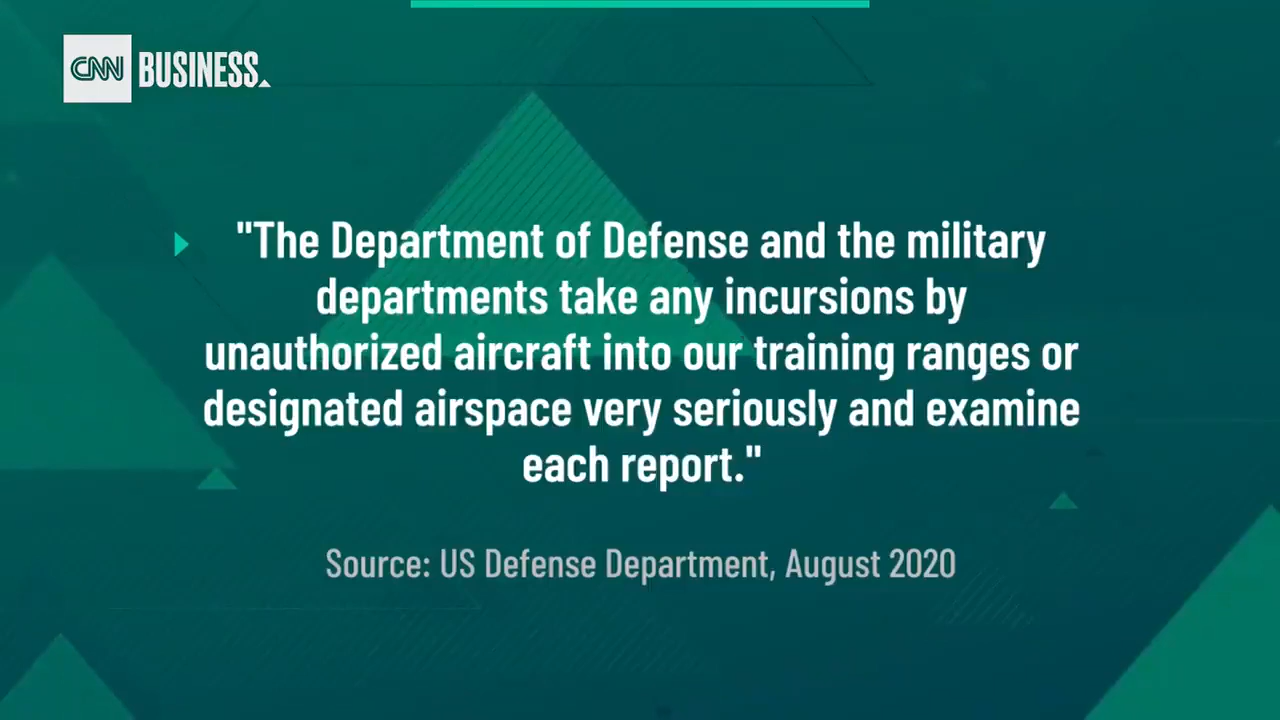 CNN BUSINESS
"The Department of Defense and the military
departments take any incursions by
unauthorized aircraft into our training ranges or
designated airspace very seriously and examine
each report."
Source: US Defense Department, August 2020